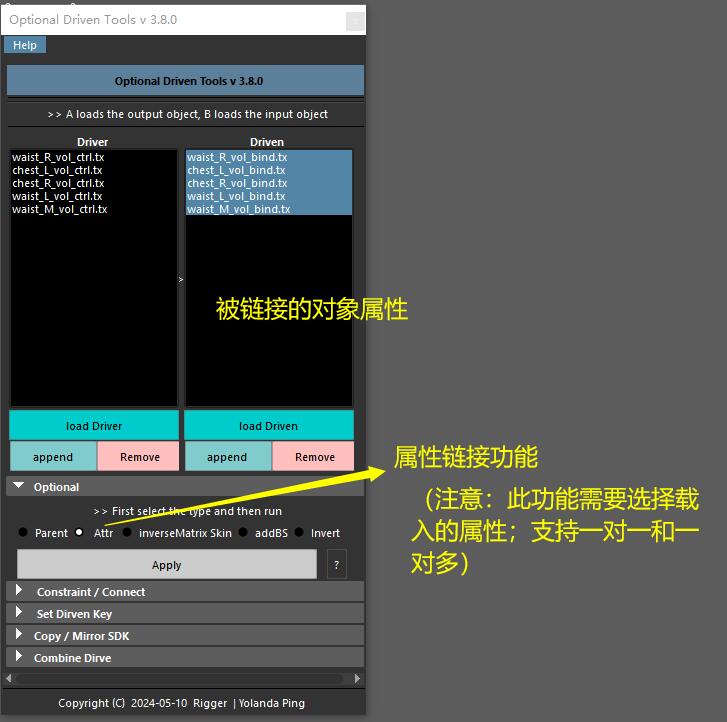 Optional Driven Tools v 3.8.0
Help
Optional Driven Tools v 3.8.0
>> A loads the output object, B loads the input object
Driver
Driven
waist_R_vol_ctrl.tx
chest_L_vol_ctrl.tx
chest_R_vol_ctrl.tx
waist_L_vol_ctrl.tx
waist_M_vol_ctrl.tx
waist_R_vol_bind.tx
chest_L_vol_bind.tx
chest_R_vol_bind.tx
waist_L_vol_bind.tx
waist_M_vol_bind.tx
>
被链接的对象属性
load Driver
load Driven
append
Remove
append
Remove
属性链接功能
（注意：此功能需要选择载
入的属性；支持一对一和一
对多）
Optional
>> First select the type and then run
Parent
Attr
inverseMatrix Skin
addBS
Invert
Apply
?
Constraint / Connect
Set Dirven Key
Copy / Mirror SDK
Combine Dirve
Copyright (C) 2024-05-10 Rigger | Yolanda Ping